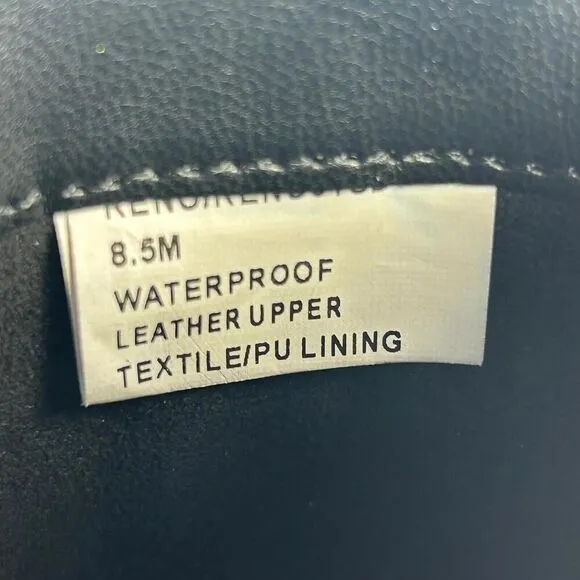 8.5M
WATERPROOF
LEATHER UPPER
TEXTILE/PU LINING